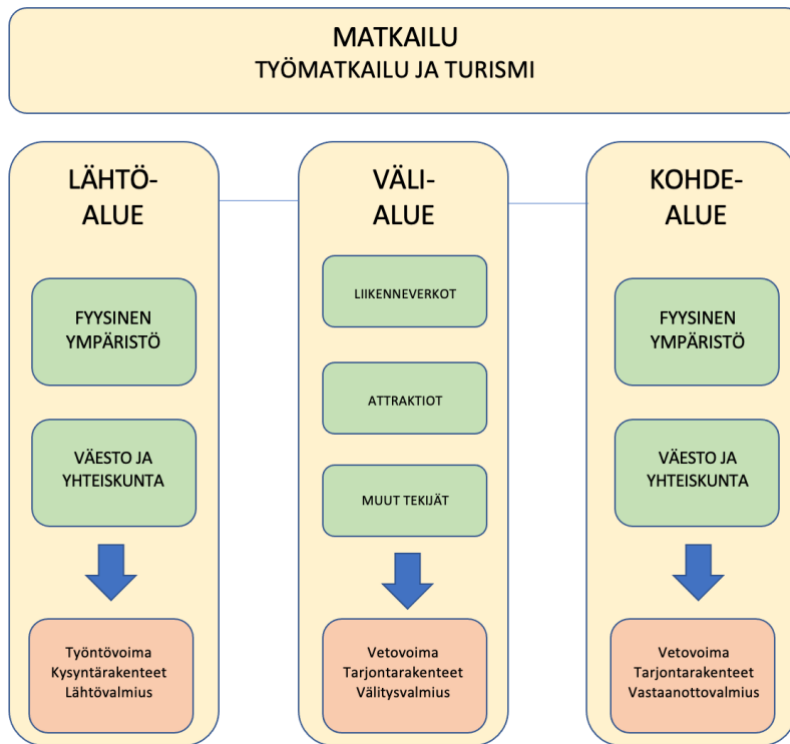 MATKAILU
TYÖMATKAILU JA TURISMI
LÄHTÖ-
ALUE
FYYSINEN
YMPÄRISTÖ
VÄESTO JA
YHTEISKUNTA
Työntövoima
Kysyntärakenteet
Lähtövalmius
VÄLI-
ALUE
LIIKENNEVERKOT
ATTRAKTIOT
MUUT TEKIJÄT
Vetovoima
Tarjontarakenteet
Välitysvalmius
KOHDE-
ALUE
FYYSINEN
YMPÄRISTÖ
VÄESTO JA
YHTEISKUNTA
Vetovoima
Tarjontarakenteet
Vastaanottovalmius